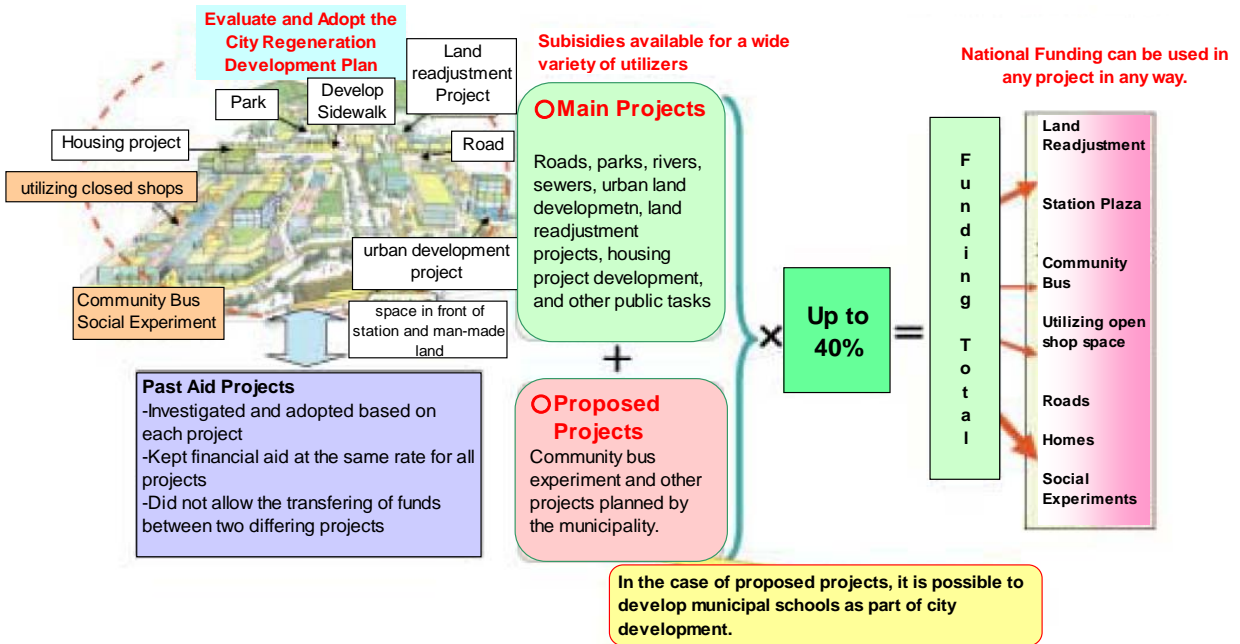 Evaluate and Adopt the
City Regeneration
Development Plan
Land
readjustment
Project
Park
Develop
Sidewalk
Housing project
Road
utilizing closed shops
urban development
project
Community Bus
Social Experiment
space in front of
station and man-made
land
Past Aid Projects
-Investigated and adopted based on
each project
-Kept financial aid at the same rate for all
projects
-Did not allow the transfering of funds
between two differing projects
Subisidies available for a wide
variety of utilizers
○Main Projects
Roads, parks, rivers,
sewers, urban land
developmetn, land
readjustment
projects, housing
project development,
and other public tasks
+
○Proposed
Projects
Community bus
experiment and other
projects planned by
the municipality.
×
Up to
40%
=
Funding Total
National Funding can be used in
any project in any way.
Land
Readjustment
Station Plaza
Community
Bus
Utilizing open
shop space
Roads
Homes
Social
Experiments
In the case of proposed projects, it is possible to
develop municipal schools as part of city
development.